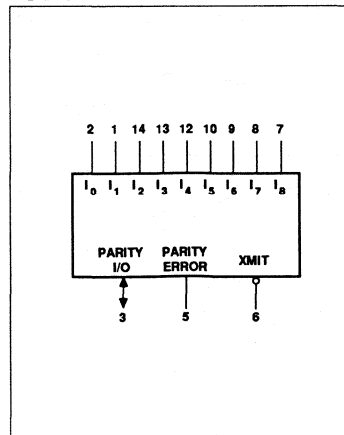 2 1 14 13 12 10 9 8 7
I0 I1 I2 I3 I4 I5 I6 I7 I8
PARITY I/O PARITY ERROR XMIT
3 5 6